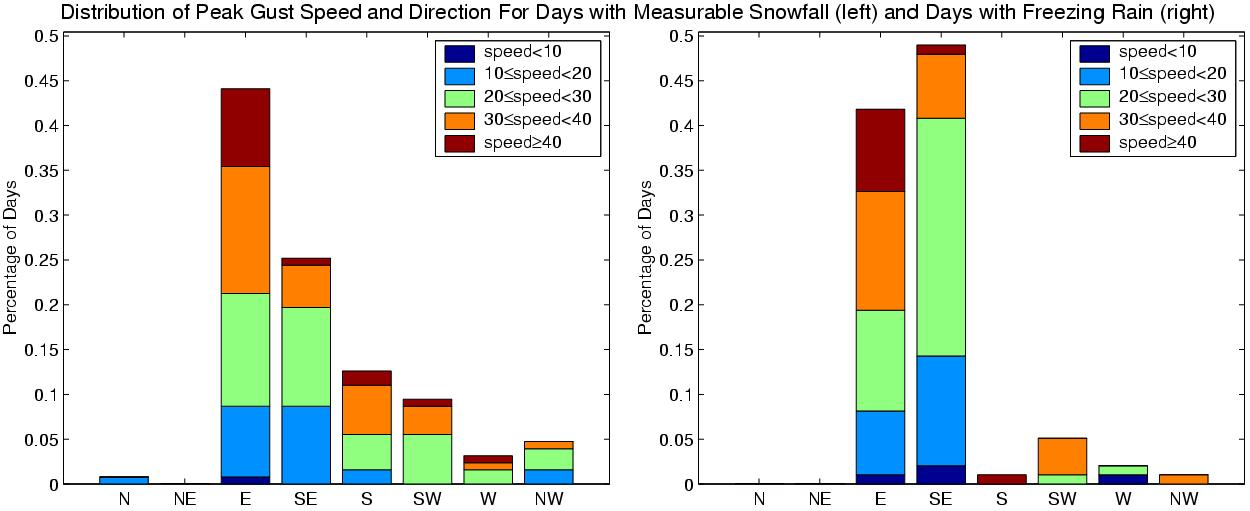 Distribution of Peak Gust Speed and Direction For Days with Measurable Snowfall (left) and Days with Freezing Rain (right)
Percentage of Days
0.5
0.45
0.4
0.35
0.3
0.25
0.2
0.15
0.1
0.05
0
N NE E SE S SW W NW
speed<10
10≤speed<20
20≤speed<30
30≤speed<40
speed≥40
Percentage of Days
0.5
0.45
0.4
0.35
0.3
0.25
0.2
0.15
0.1
0.05
0
N NE E SE S SW W NW
speed<10
10≤speed<20
20≤speed<30
30≤speed<40
speed≥40